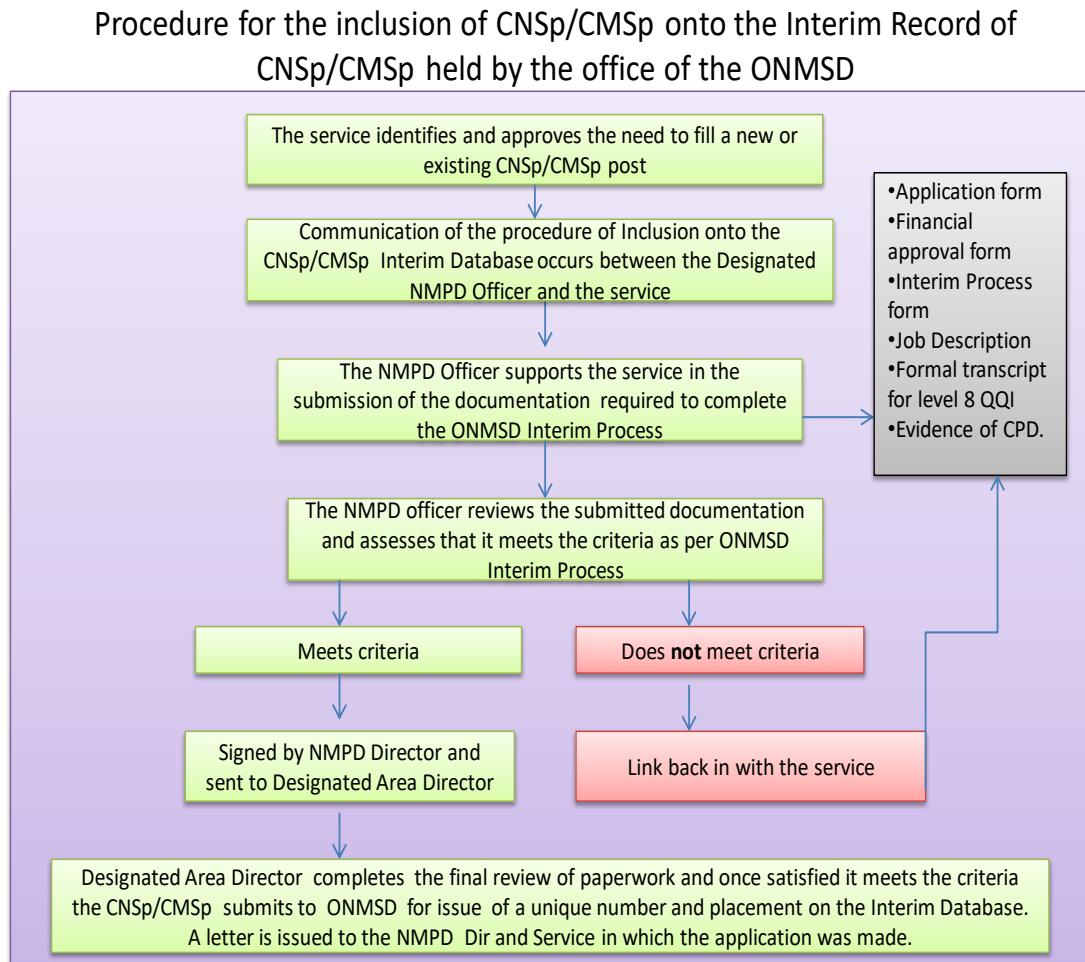 Procedure for the inclusion of CNSp/CMSp onto the Interim Record of
CNSp/CMSp held by the office of the ONMSD
The service identifies and approves the need to fill a new or
existing CNSp/CMSp post
Communication of the procedure of Inclusion onto the
CNSp/CMSp Interim Database occurs between the Designated
NMPD Officer and the service
The NMPD Officer supports the service in the
submission of the documentation required to complete
the ONMSD Interim Process
•Application form
•Financial
approval form
•Interim Process
form
•Job Description
•Formal transcript
for level 8 QQI
•Evidence of CPD.
The NMPD officer reviews the submitted documentation
and assesses that it meets the criteria as per ONMSD
Interim Process
Meets criteria
Does not meet criteria
Signed by NMPD Director and
sent to Designated Area Director
Link back in with the service
Designated Area Director completes the final review of paperwork and once satisfied it meets the criteria
the CNSp/CMSp submits to ONMSD for issue of a unique number and placement on the Interim Database.
A letter is issued to the NMPD Dir and Service in which the application was made.